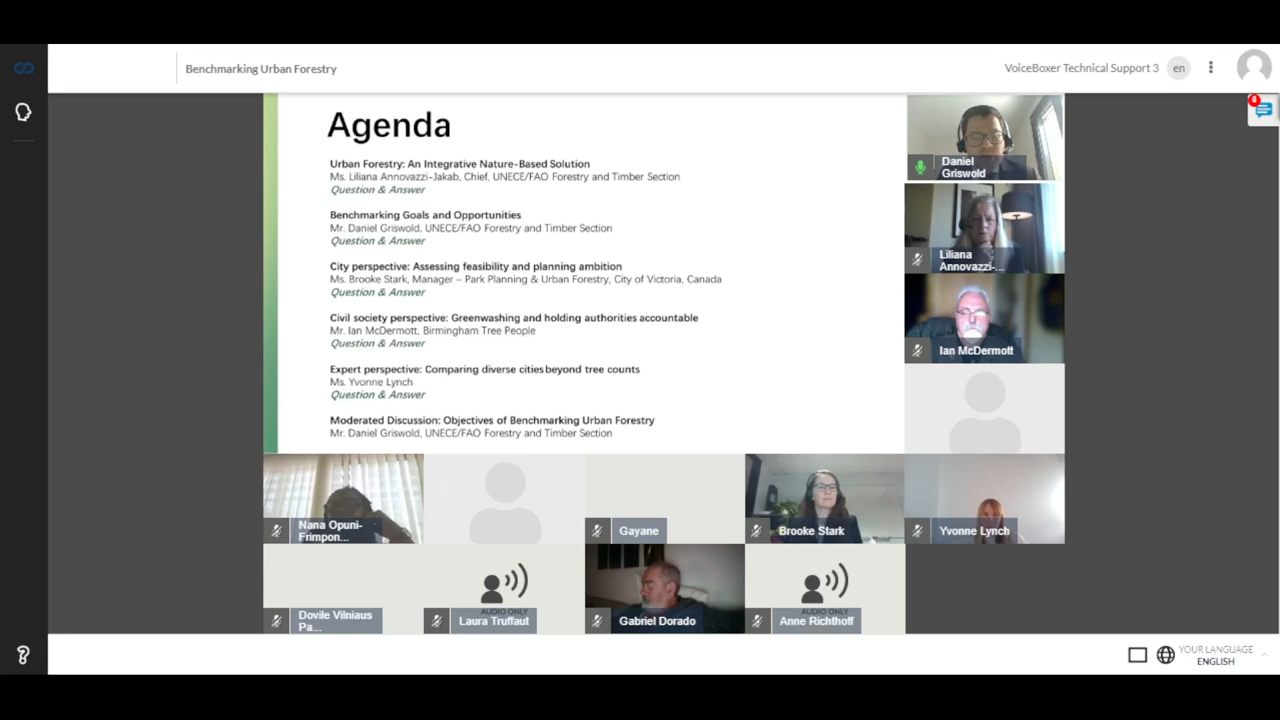 Benchmarking Urban Forestry
VoiceBoxer Technical Support 3
en
8
Agenda
Urban Forestry: An Integrative Nature-Based Solution
Ms. Liliana Annovazzi-Jakab, Chief, UNECE/FAO Forestry and Timber Section
Question & Answer
Benchmarking Goals and Opportunities
Mr. Daniel Griswold, UNECE/FAO Forestry and Timber Section
Question & Answer
City perspective: Assessing feasibility and planning ambition
Ms. Brooke Stark, Manager – Park Planning & Urban Forestry, City of Victoria, Canada
Question & Answer
Civil society perspective: Greenwashing and holding authorities accountable
Mr. Ian McDermott, Birmingham Tree People
Question & Answer
Expert perspective: Comparing diverse cities beyond tree counts
Ms. Yvonne Lynch
Question & Answer
Moderated Discussion: Objectives of Benchmarking Urban Forestry
Mr. Daniel Griswold, UNECE/FAO Forestry and Timber Section
Daniel
Griswold
Liliana
Annovazzi-...
Ian McDermott
Nana Opuni-
Frimpon...
Gayane
Brooke Stark
Yvonne Lynch
Dovile Vilniaus
Pa...
AUDIO ONLY
Laura Truffaut
Gabriel Dorado
AUDIO ONLY
Anne Richthoff
?
YOUR LANGUAGE
ENGLISH